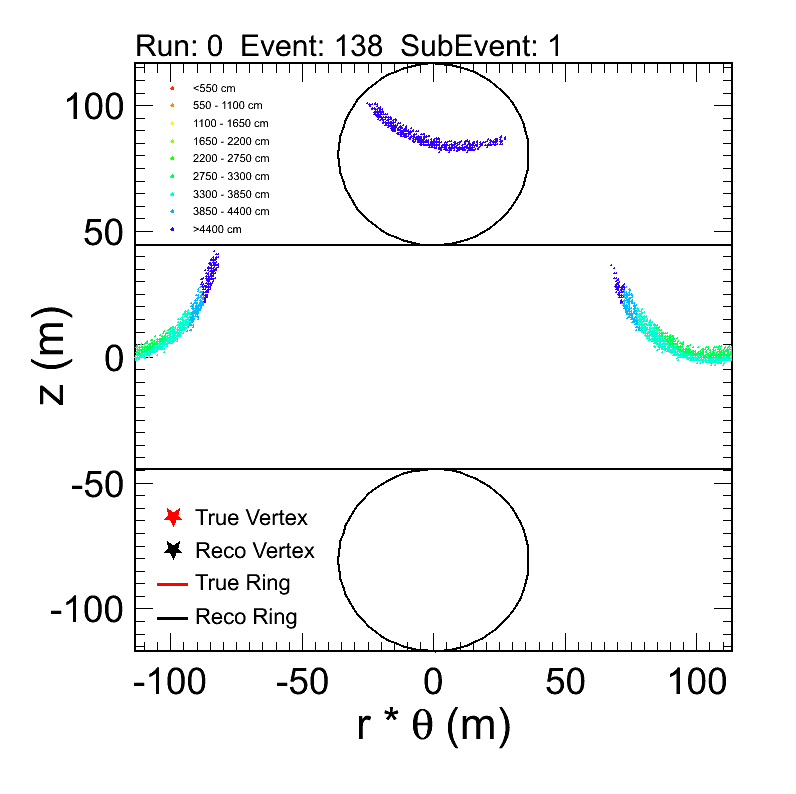 Run: 0 Event: 138 SubEvent: 1
<550 cm
550 - 1100 cm
1100 - 1650 cm
1650 - 2200 cm
2200 - 2750 cm
2750 - 3300 cm
3300 - 3850 cm
3850 - 4400 cm
>4400 cm
100
50
0
-50
-100
z (m)
True Vertex
Reco Vertex
True Ring
Reco Ring
-100 -50 0 50 100
r * θ (m)